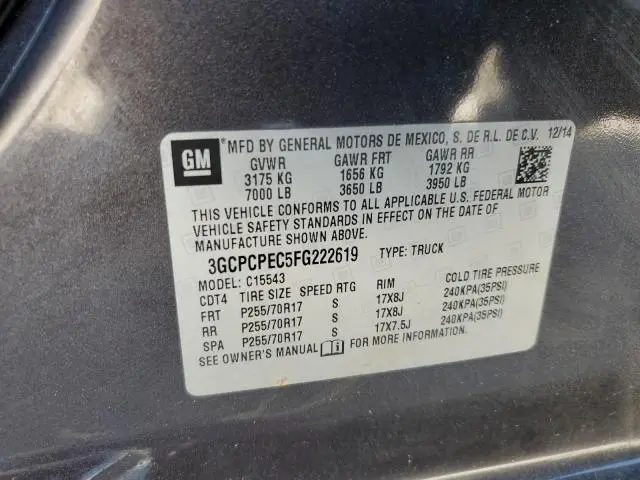 GM
® MFD BY GENERAL MOTORS DE MEXICO, S. DE R.L. DE C.V. 12/14
GVWR GAWR FRT GAWR RR
3175 KG 1656 KG 1792 KG
7000 LB 3650 LB 3950 LB
THIS VEHICLE CONFORMS TO ALL APPLICABLE U.S. FEDERAL MOTOR
VEHICLE SAFETY STANDARDS IN EFFECT ON THE DATE OF
MANUFACTURE SHOWN ABOVE.
3GCPCPEC5FG222619 TYPE: TRUCK
MODEL: C15543
CDT4 TIRE SIZE SPEED RTG RIM COLD TIRE PRESSURE
FRT P255/70R17 S 17X8J 240KPA(35PSI)
RR P255/70R17 S 17X8J 240KPA(35PSI)
SPA P255/70R17 S 17X7.5J 240KPA(35PSI)
SEE OWNER'S MANUAL FOR MORE INFORMATION.